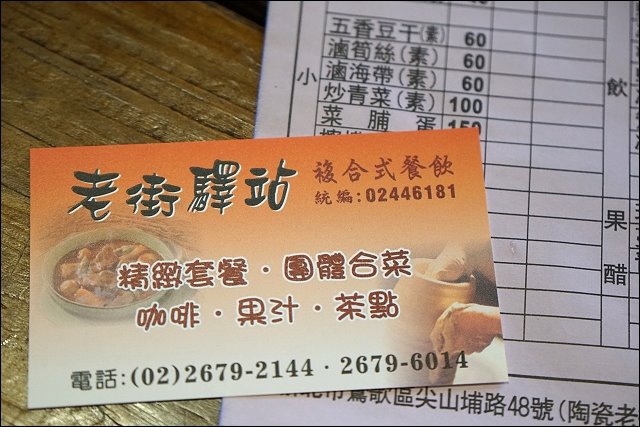 五香豆干(素) 60
滷筍絲(素) 60
滷海帶(素) 60
炒青菜(素) 100
菜脯蛋 150
小
飲
果
醋
老街驛站
複合式餐飲
統編:02446181
精緻套餐・團體合菜
咖啡・果汁・茶點
電話:(02)2679-2144・2679-6014
北市鶯歌區尖山埔路48號(陶瓷老